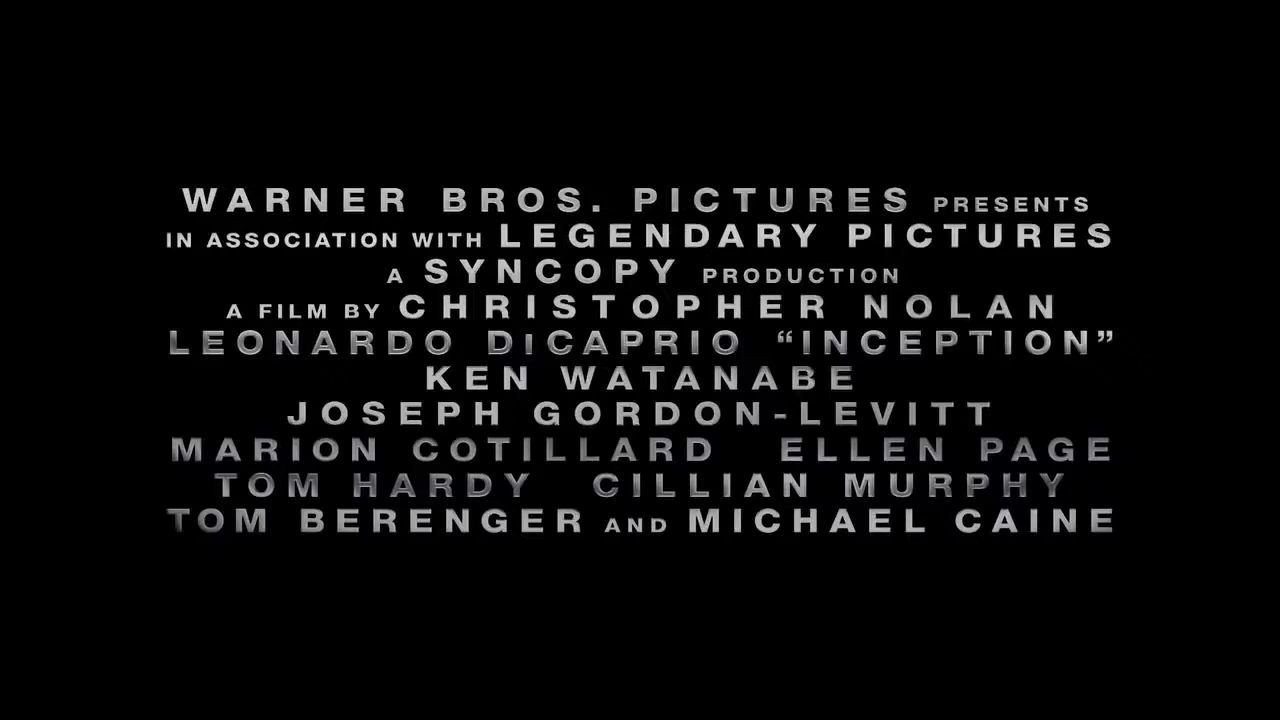 WARNER BROS. PICTURES PRESENTS
IN ASSOCIATION WITH LEGENDARY PICTURES
A SYNCOPY PRODUCTION
A FILM BY CHRISTOPHER NOLAN
LEONARDO DiCAPRIO “INCEPTION”
KEN WATANABE
JOSEPH GORDON-LEVITT
MARION COTILLARD ELLEN PAGE
TOM HARDY CILLIAN MURPHY
TOM BERENGER AND MICHAEL CAINE